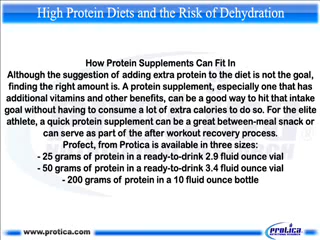 High Protein Diets and the Risk of Dehydration
How Protein Supplements Can Fit In
Although the suggestion of adding extra protein to the diet is not the goal,
finding the right amount is. A protein supplement, especially one that has
additional vitamins and other benefits, can be a good way to hit that intake
goal without having to consume a lot of extra calories to do so. For the elite
athlete, a quick protein supplement can be a great between-meal snack or
can serve as part of the after workout recovery process.
Profect, from Protica is available in three sizes:
- 25 grams of protein in a ready-to-drink 2.9 fluid ounce vial
- 50 grams of protein in a ready-to-drink 3.4 fluid ounce vial
- 200 grams of protein in a 10 fluid ounce bottle
www.protica.com
protica